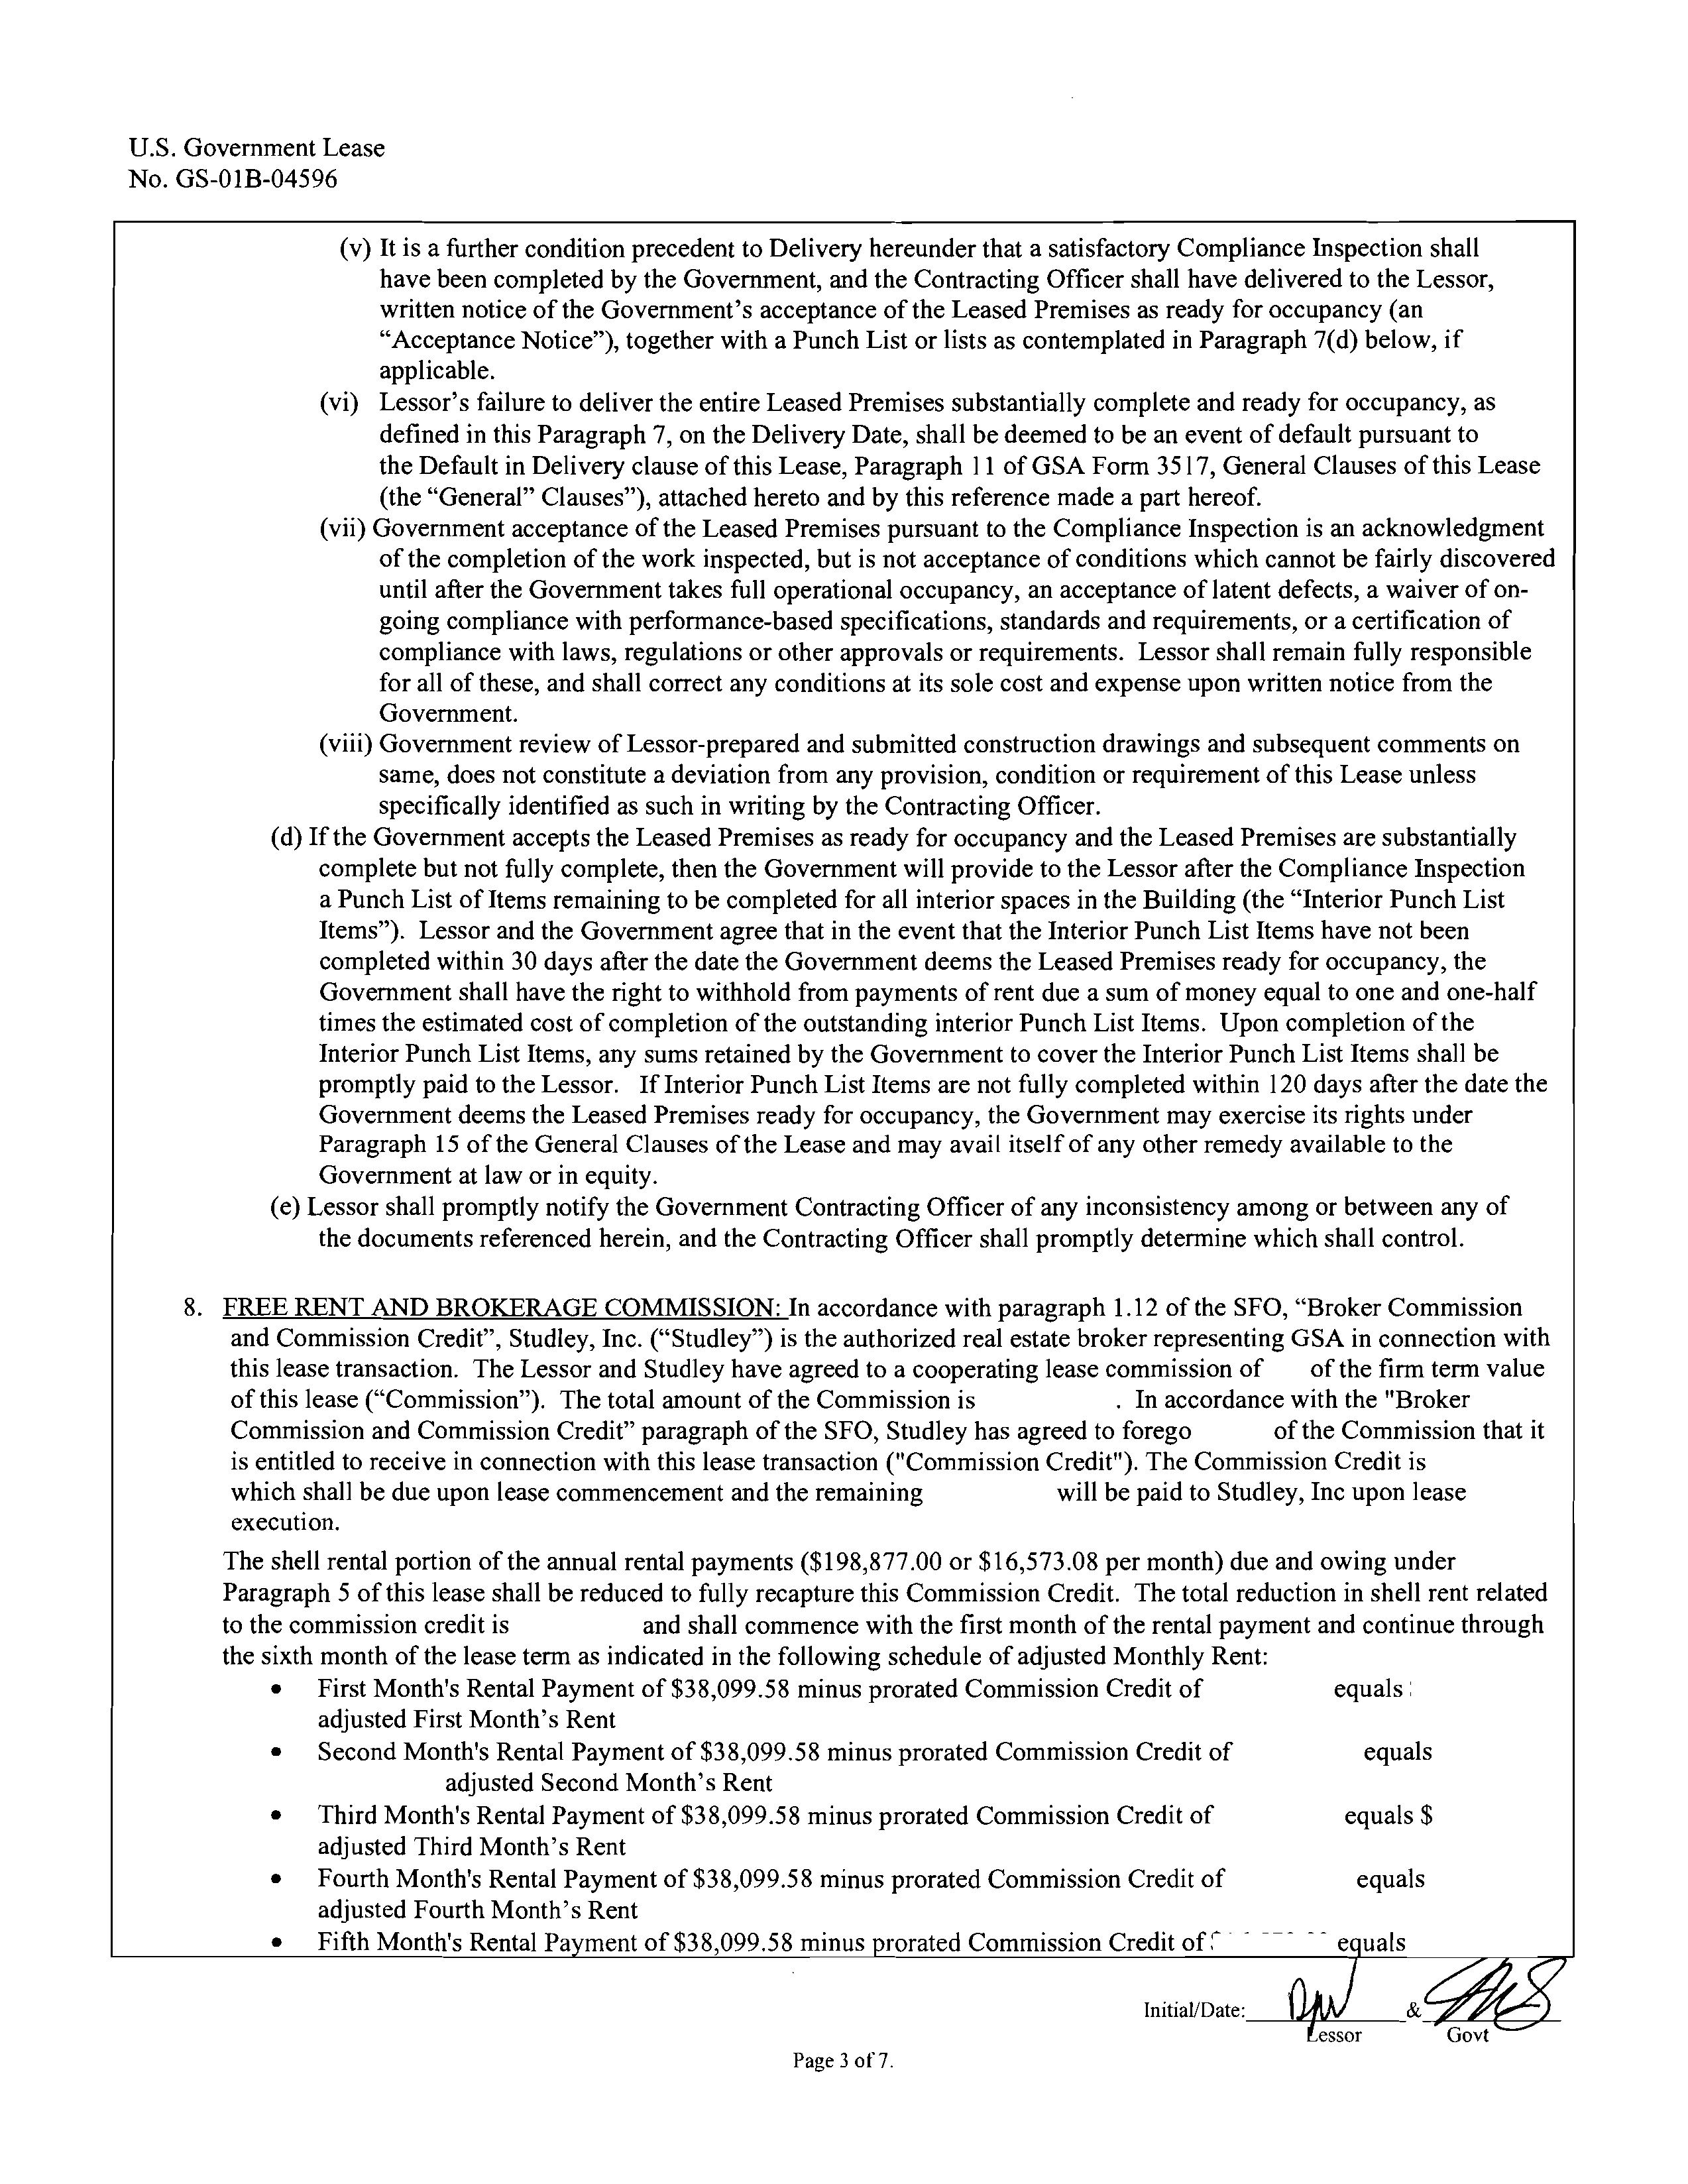 U.S. Government Lease
No. GS-01B-04596
(v) It is a further condition precedent to Delivery hereunder that a satisfactory Compliance Inspection shall
have been completed by the Government, and the Contracting Officer shall have delivered to the Lessor,
written notice of the Government's acceptance of the Leased Premises as ready for occupancy (an
“Acceptance Notice”), together with a Punch List or lists as contemplated in Paragraph 7(d) below, if
applicable.
(vi) Lessor's failure to deliver the entire Leased Premises substantially complete and ready for occupancy, as
defined in this Paragraph 7, on the Delivery Date, shall be deemed to be an event of default pursuant to
the Default in Delivery clause of this Lease, Paragraph 11 of GSA Form 3517, General Clauses of this Lease
(the “General” Clauses”), attached hereto and by this reference made a part hereof.
(vii) Government acceptance of the Leased Premises pursuant to the Compliance Inspection is an acknowledgment
of the completion of the work inspected, but is not acceptance of conditions which cannot be fairly discovered
until after the Government takes full operational occupancy, an acceptance of latent defects, a waiver of on-
going compliance with performance-based specifications, standards and requirements, or a certification of
compliance with laws, regulations or other approvals or requirements. Lessor shall remain fully responsible
for all of these, and shall correct any conditions at its sole cost and expense upon written notice from the
Government.
(viii) Government review of Lessor-prepared and submitted construction drawings and subsequent comments on
same, does not constitute a deviation from any provision, condition or requirement of this Lease unless
specifically identified as such in writing by the Contracting Officer.
(d) If the Government accepts the Leased Premises as ready for occupancy and the Leased Premises are substantially
complete but not fully complete, then the Government will provide to the Lessor after the Compliance Inspection
a Punch List of Items remaining to be completed for all interior spaces in the Building (the “Interior Punch List
Items”). Lessor and the Government agree that in the event that the Interior Punch List Items have not been
completed within 30 days after the date the Government deems the Leased Premises ready for occupancy, the
Government shall have the right to withhold from payments of rent due a sum of money equal to one and one-half
times the estimated cost of completion of the outstanding interior Punch List Items. Upon completion of the
Interior Punch List Items, any sums retained by the Government to cover the Interior Punch List Items shall be
promptly paid to the Lessor. If Interior Punch List Items are not fully completed within 120 days after the date the
Government deems the Leased Premises ready for occupancy, the Government may exercise its rights under
Paragraph 15 of the General Clauses of the Lease and may avail itself of any other remedy available to the
Government at law or in equity.
(e) Lessor shall promptly notify the Government Contracting Officer of any inconsistency among or between any of
the documents referenced herein, and the Contracting Officer shall promptly determine which shall control.
8. FREE RENT AND BROKERAGE COMMISSION: In accordance with paragraph 1.12 of the SFO, “Broker Commission
and Commission Credit”, Studley, Inc. (“Studley”) is the authorized real estate broker representing GSA in connection with
this lease transaction. The Lessor and Studley have agreed to a cooperating lease commission of of the firm term value
of this lease (“Commission”). The total amount of the Commission is . In accordance with the "Broker
Commission and Commission Credit” paragraph of the SFO, Studley has agreed to forego of the Commission that it
is entitled to receive in connection with this lease transaction ("Commission Credit"). The Commission Credit is
which shall be due upon lease commencement and the remaining will be paid to Studley, Inc upon lease
execution.
The shell rental portion of the annual rental payments ($198,877.00 or $16,573.08 per month) due and owing under
Paragraph 5 of this lease shall be reduced to fully recapture this Commission Credit. The total reduction in shell rent related
to the commission credit is and shall commence with the first month of the rental payment and continue through
the sixth month of the lease term as indicated in the following schedule of adjusted Monthly Rent:
• First Month's Rental Payment of $38,099.58 minus prorated Commission Credit of equals
adjusted First Month's Rent
• Second Month's Rental Payment of $38,099.58 minus prorated Commission Credit of equals
adjusted Second Month's Rent
• Third Month's Rental Payment of $38,099.58 minus prorated Commission Credit of equals $
adjusted Third Month's Rent
• Fourth Month's Rental Payment of $38,099.58 minus prorated Commission Credit of equals
adjusted Fourth Month's Rent
• Fifth Month's Rental Payment of $38,099.58 minus prorated Commission Credit of equals
Initial/Date: &
Lessor Govt
Page 3 of 7.